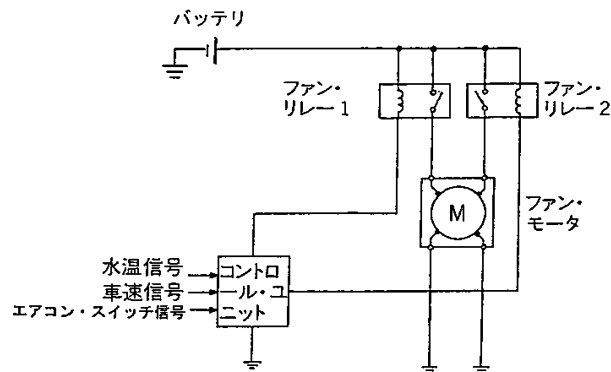 バッテリ
ファン・
リレー 1
ファン・
リレー 2
M
ファン・
モータ
水温信号
車速信号
エアコン・スイッチ信号
コントロ
ール・ユ
ニット